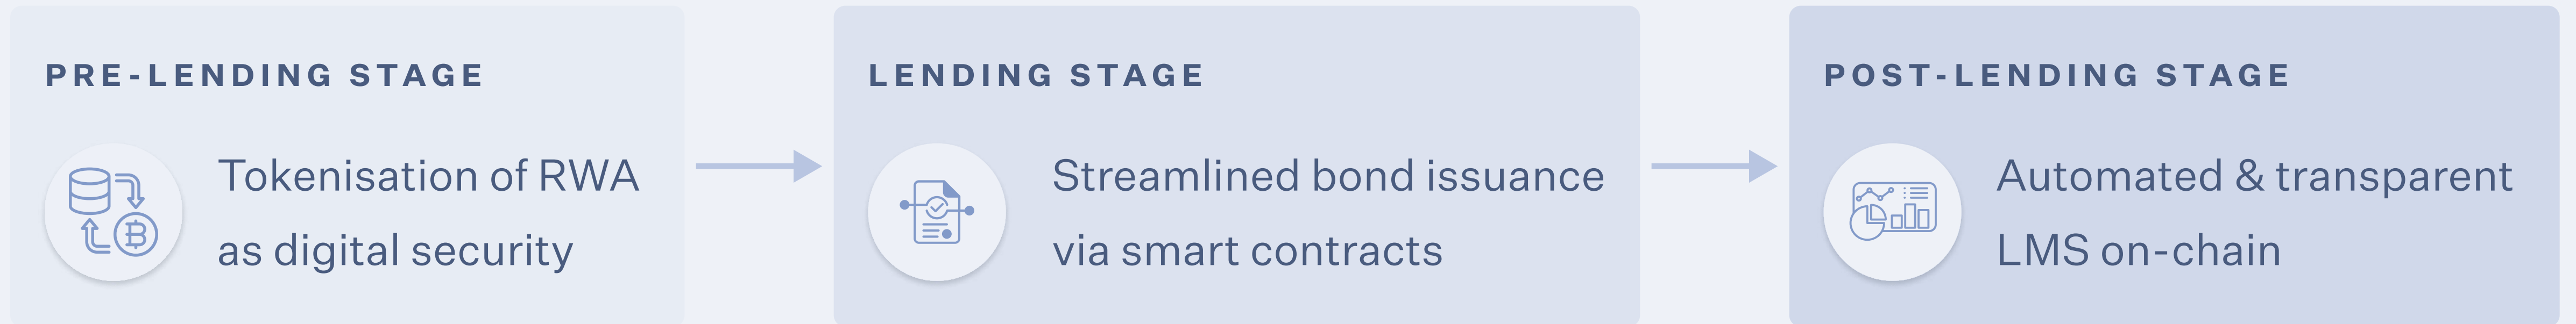 PRE-LENDING STAGE
Tokenisation of RWA
as digital security
LENDING STAGE
Streamlined bond issuance
via smart contracts
POST-LENDING STAGE
Automated & transparent
LMS on-chain